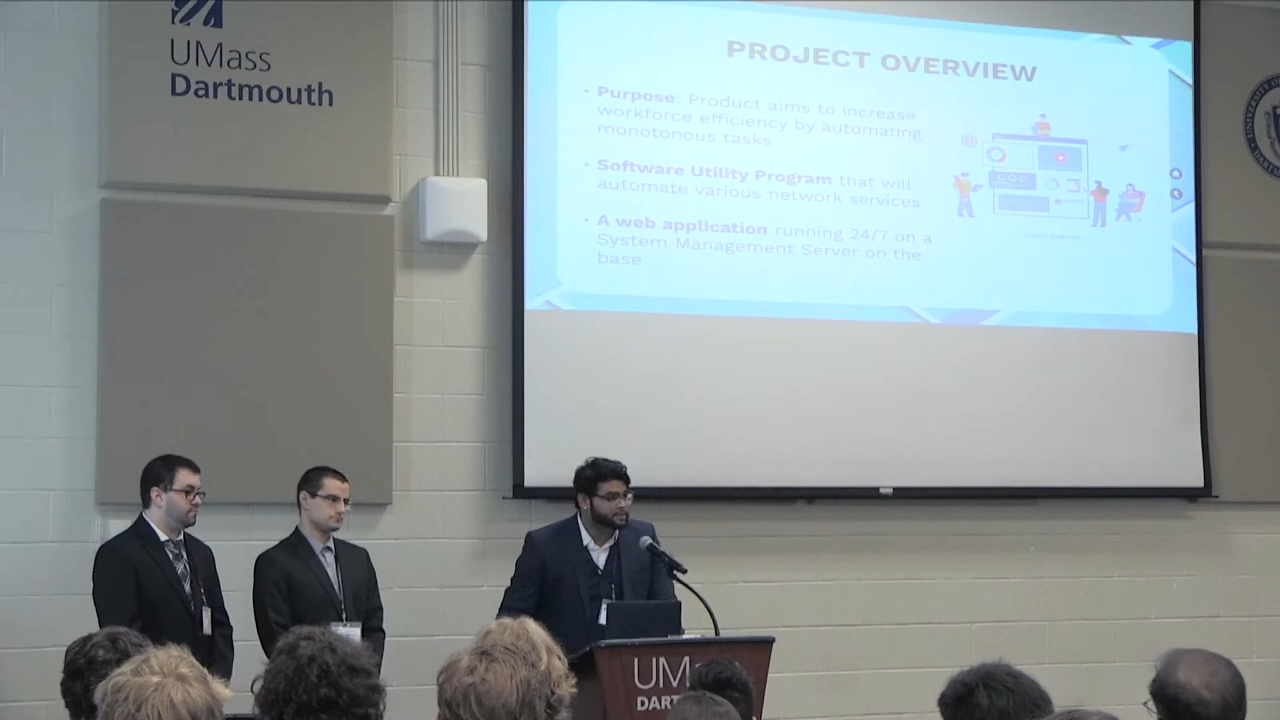 UMass
Dartmouth
PROJECT OVERVIEW
• Purpose: Product aims to increase
workforce efficiency by automating
monotonous tasks
• Software Utility Program that will
automate various network services
• A web application running 24/7 on a
System Management Server on the
base
UM
DART